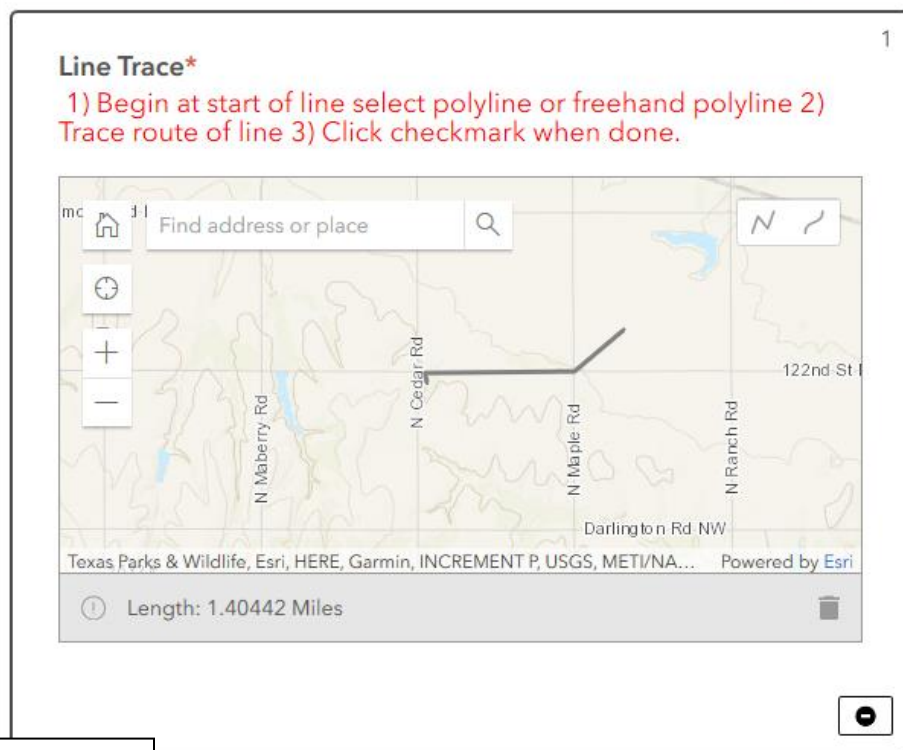 1
Line Trace*
1) Begin at start of line select polyline or freehand polyline 2)
Trace route of line 3) Click checkmark when done.
Find address or place
N Cedar Rd
122nd St
N Maberry Rd
N Maple Rd
N Ranch Rd
Darlington Rd NW
Texas Parks & Wildlife, Esri, HERE, Garmin, INCREMENT P, USGS, METI/NA... Powered by Esri
Length: 1.40442 Miles